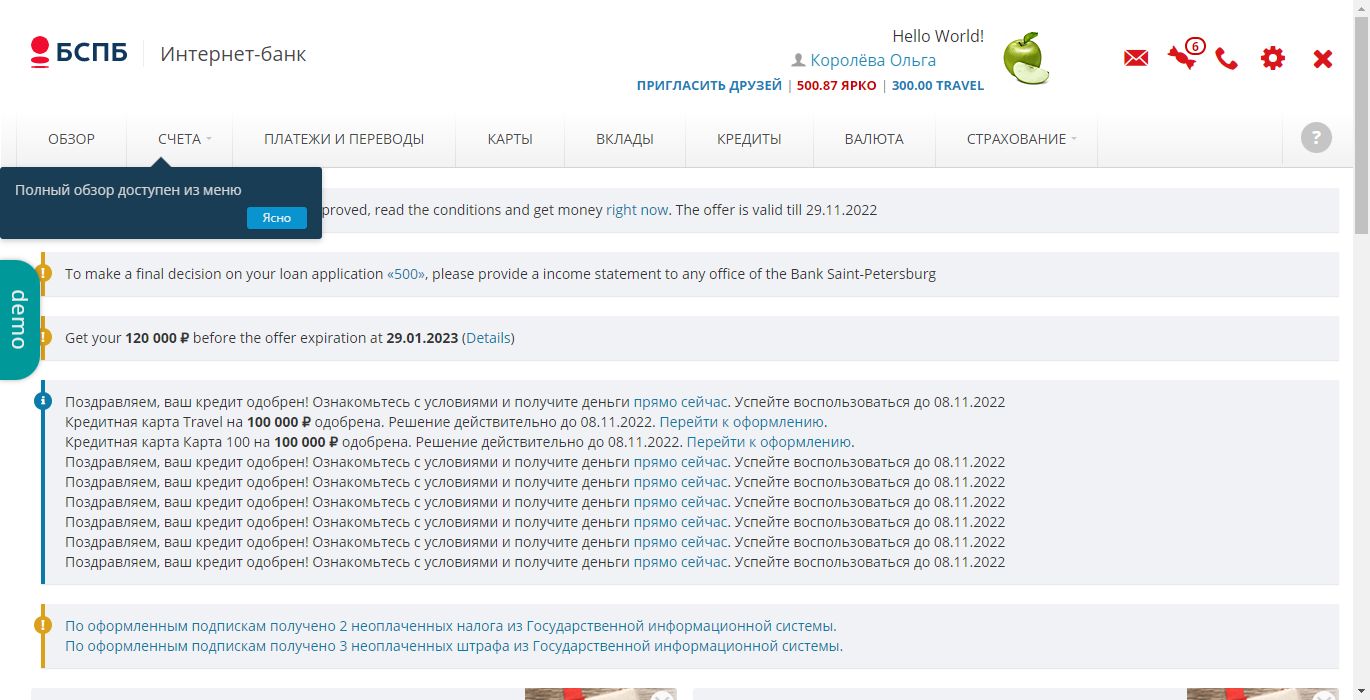 БСПБ
Интернет-банк
Hello World!
Королёва Ольга
ПРИГЛАСИТЬ ДРУЗЕЙ | 500.87 ЯРКО | 300.00 TRAVEL
6
ОБЗОР
СЧЕТА
ПЛАТЕЖИ И ПЕРЕВОДЫ
КАРТЫ
ВКЛАДЫ
КРЕДИТЫ
ВАЛЮТА
СТРАХОВАНИЕ
?
Полный обзор доступен из меню
Ясно
proved, read the conditions and get money right now. The offer is valid till 29.11.2022
To make a final decision on your loan application «500», please provide a income statement to any office of the Bank Saint-Petersburg
demo
Get your 120 000 ₽ before the offer expiration at 29.01.2023 (Details)
Поздравляем, ваш кредит одобрен! Ознакомьтесь с условиями и получите деньги прямо сейчас. Успейте воспользоваться до 08.11.2022
Кредитная карта Travel на 100 000 ₽ одобрена. Решение действительно до 08.11.2022. Перейти к оформлению.
Кредитная карта Карта 100 на 100 000 ₽ одобрена. Решение действительно до 08.11.2022. Перейти к оформлению.
Поздравляем, ваш кредит одобрен! Ознакомьтесь с условиями и получите деньги прямо сейчас. Успейте воспользоваться до 08.11.2022
Поздравляем, ваш кредит одобрен! Ознакомьтесь с условиями и получите деньги прямо сейчас. Успейте воспользоваться до 08.11.2022
Поздравляем, ваш кредит одобрен! Ознакомьтесь с условиями и получите деньги прямо сейчас. Успейте воспользоваться до 08.11.2022
Поздравляем, ваш кредит одобрен! Ознакомьтесь с условиями и получите деньги прямо сейчас. Успейте воспользоваться до 08.11.2022
Поздравляем, ваш кредит одобрен! Ознакомьтесь с условиями и получите деньги прямо сейчас. Успейте воспользоваться до 08.11.2022
Поздравляем, ваш кредит одобрен! Ознакомьтесь с условиями и получите деньги прямо сейчас. Успейте воспользоваться до 08.11.2022
По оформленным подпискам получено 2 неоплаченных налога из Государственной информационной системы.
По оформленным подпискам получено 3 неоплаченных штрафа из Государственной информационной системы.